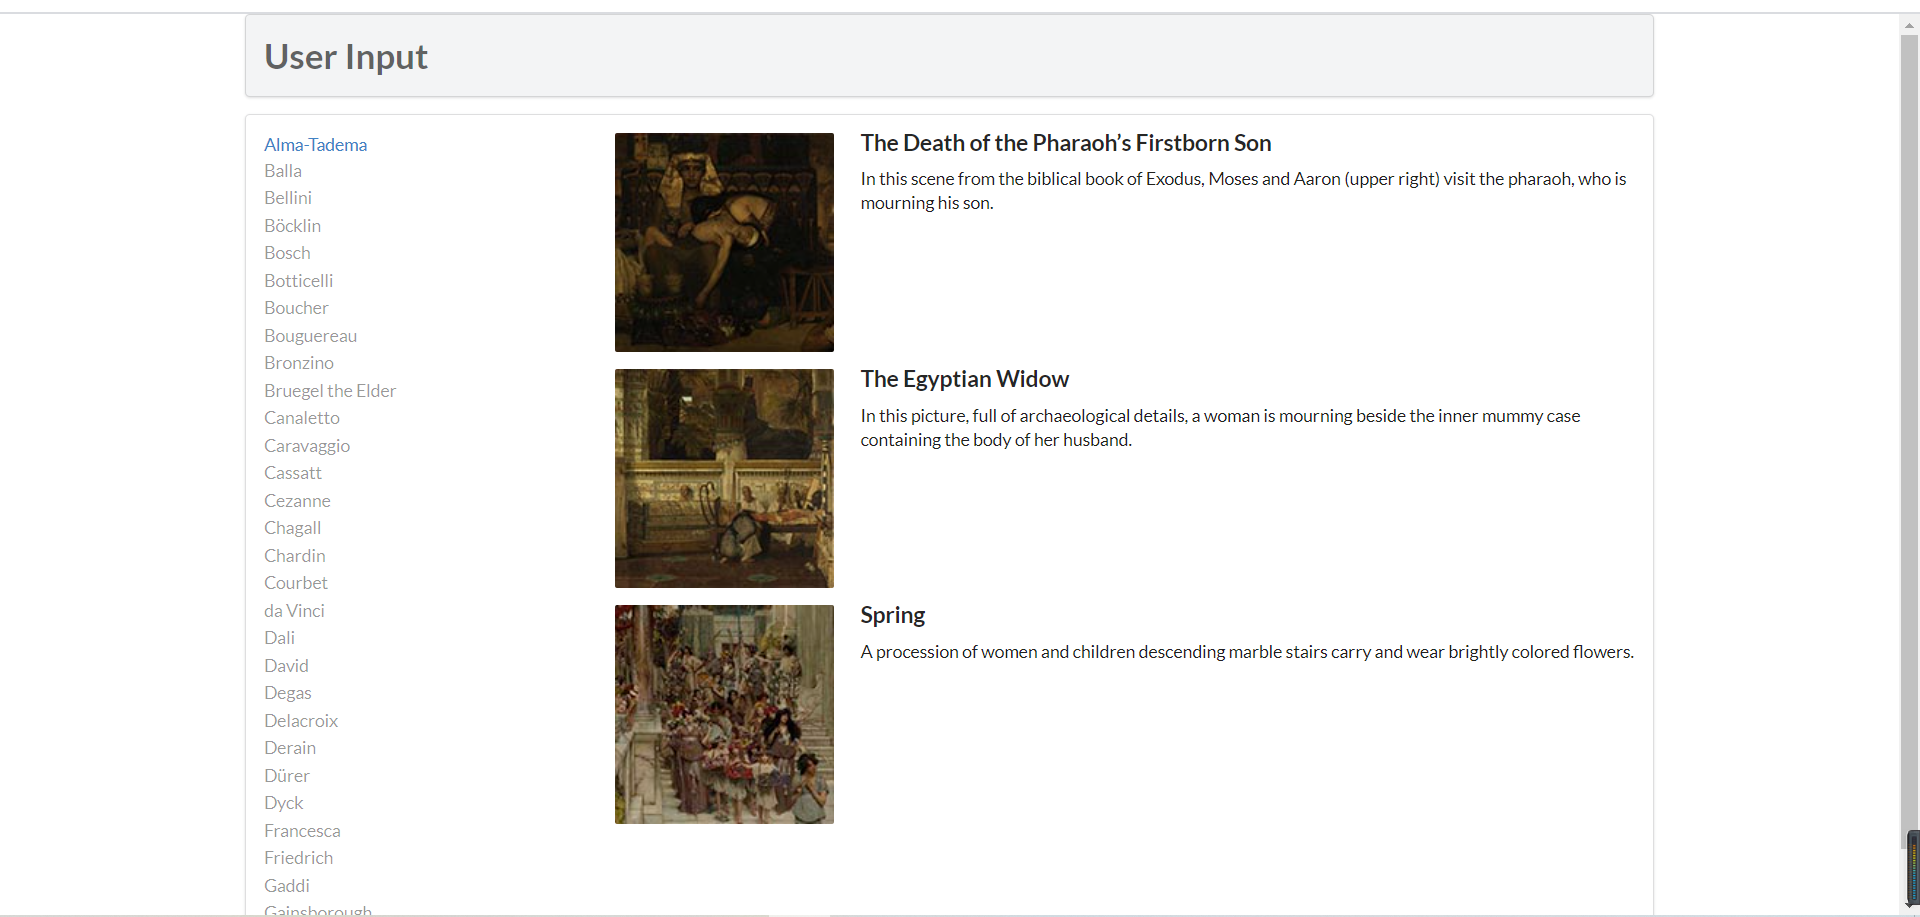 User Input
Alma-Tadema
Balla
Bellini
Böcklin
Bosch
Botticelli
Boucher
Bouguereau
Bronzino
Bruegel the Elder
Canaletto
Caravaggio
Cassatt
Cezanne
Chagall
Chardin
Courbet
da Vinci
Dali
David
Degas
Delacroix
Derain
Dürer
Dyck
Francesca
Friedrich
Gaddi
Gainsborough
The Death of the Pharaoh’s Firstborn Son
In this scene from the biblical book of Exodus, Moses and Aaron (upper right) visit the pharaoh, who is
mourning his son.
The Egyptian Widow
In this picture, full of archaeological details, a woman is mourning beside the inner mummy case
containing the body of her husband.
Spring
A procession of women and children descending marble stairs carry and wear brightly colored flowers.